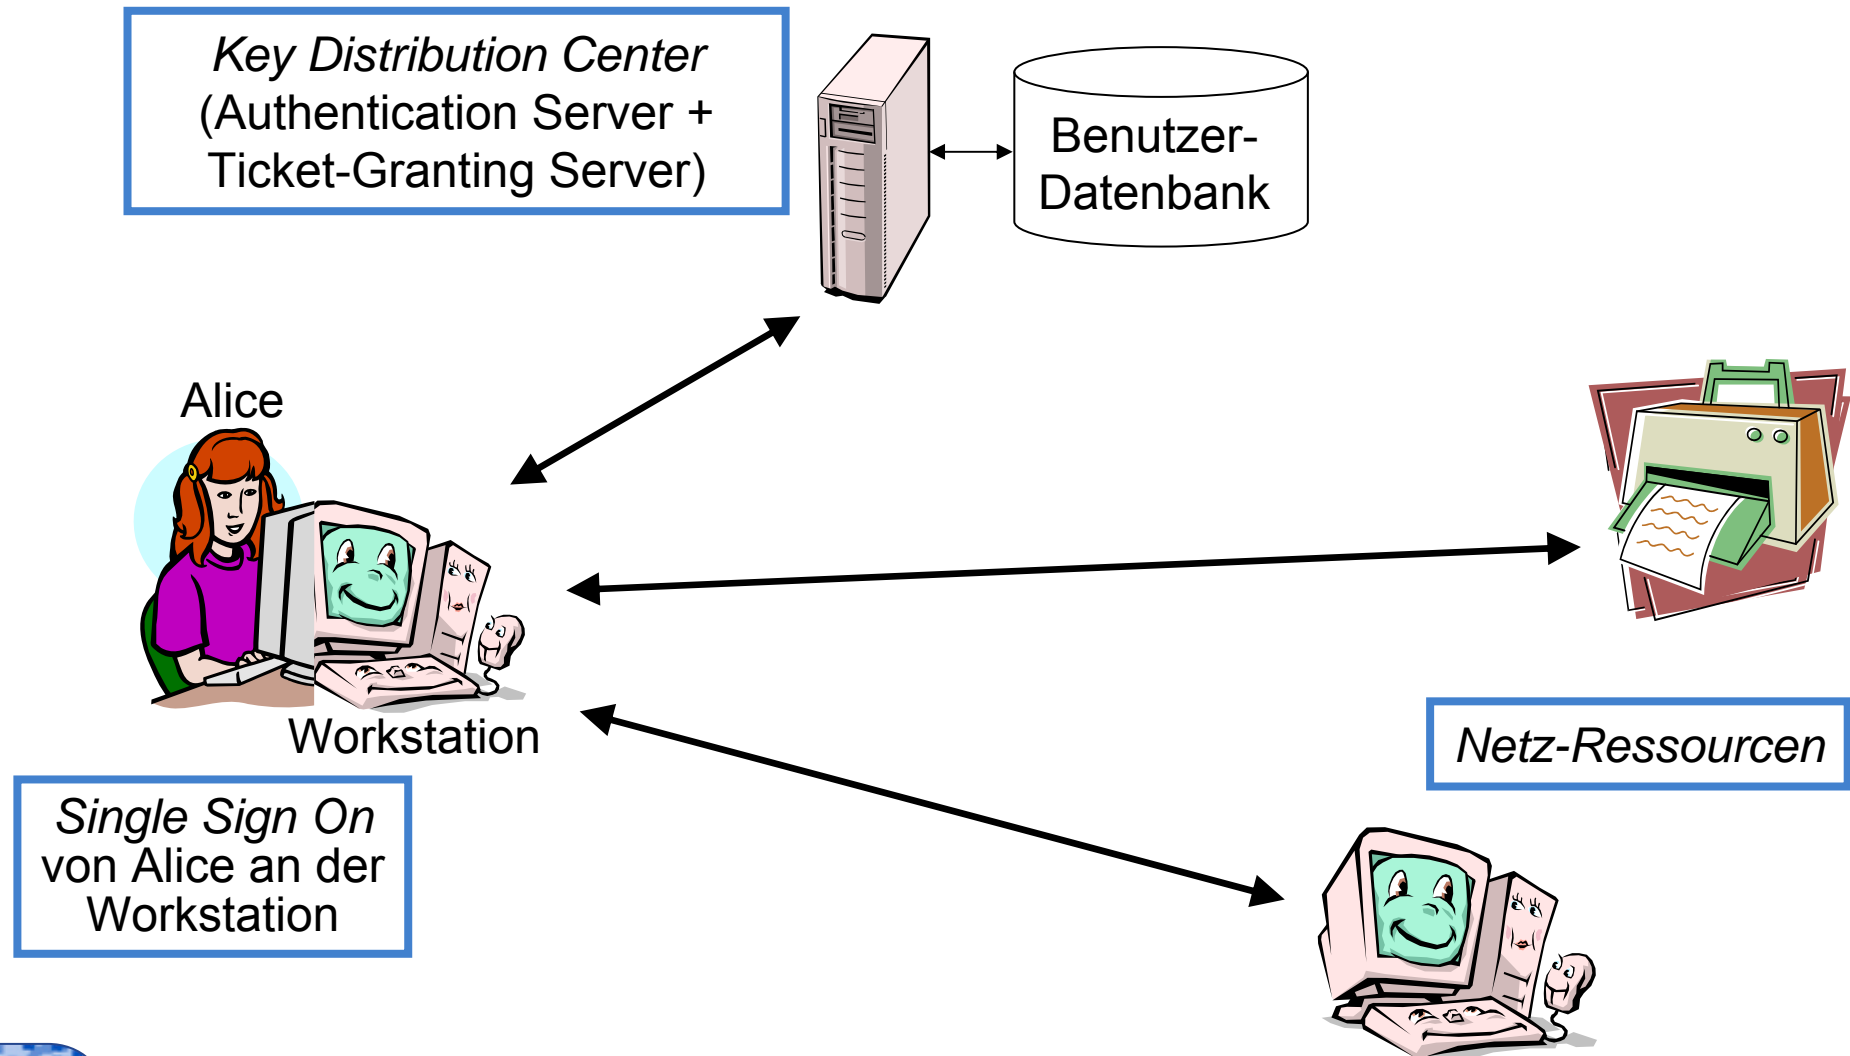 Key Distribution Center
(Authentication Server +
Ticket-Granting Server)
Benutzer-
Datenbank
Alice
Workstation
Netz-Ressourcen
Single Sign On
von Alice an der
Workstation